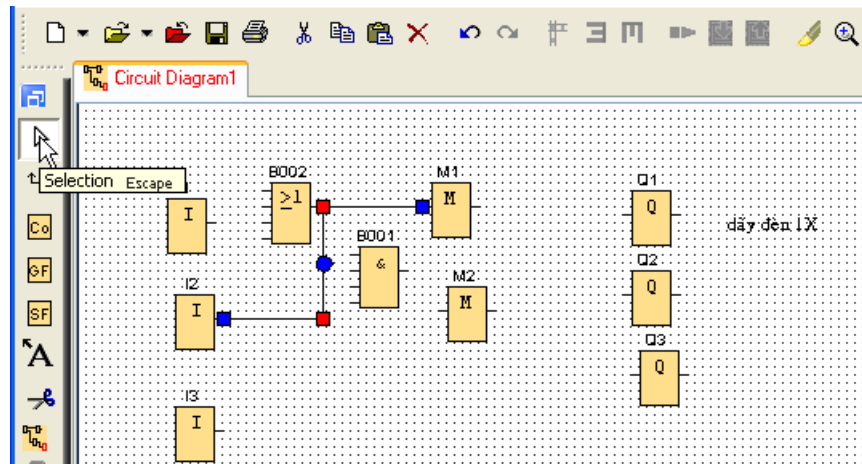 Circuit Diagram1
Selection Escape
B002
M1
Q1
I
≥1
M
Q
dãy đèn 1X
Co
B001
&
GF
I2
M2
Q2
I
M
Q
SF
Q3
A
Q
I3
I